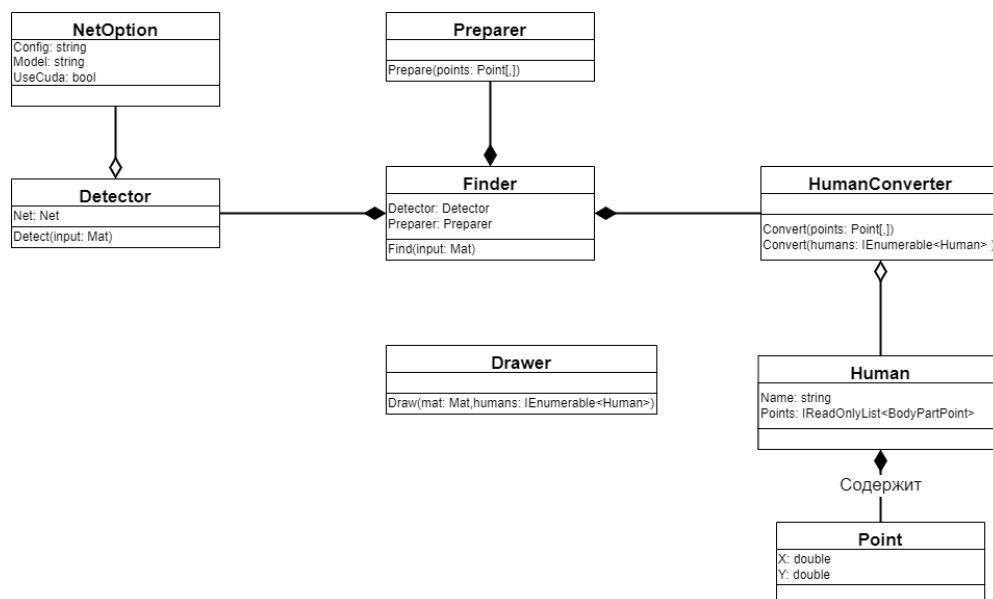 NetOption
Config: string
Model: string
UseCuda: bool
Preparer
Prepare(points: Point[,])
Detector
Net: Net
Detect(input: Mat)
Finder
Detector: Detector
Preparer: Preparer
Find(input: Mat)
HumanConverter
Convert(points: Point[,])
Convert(humans: IEnumerable<Human> )
Drawer
Draw(mat: Mat,humans: IEnumerable<Human>)
Human
Name: string
Points: IReadOnlyList<BodyPartPoint>
Содержит
Point
X: double
Y: double